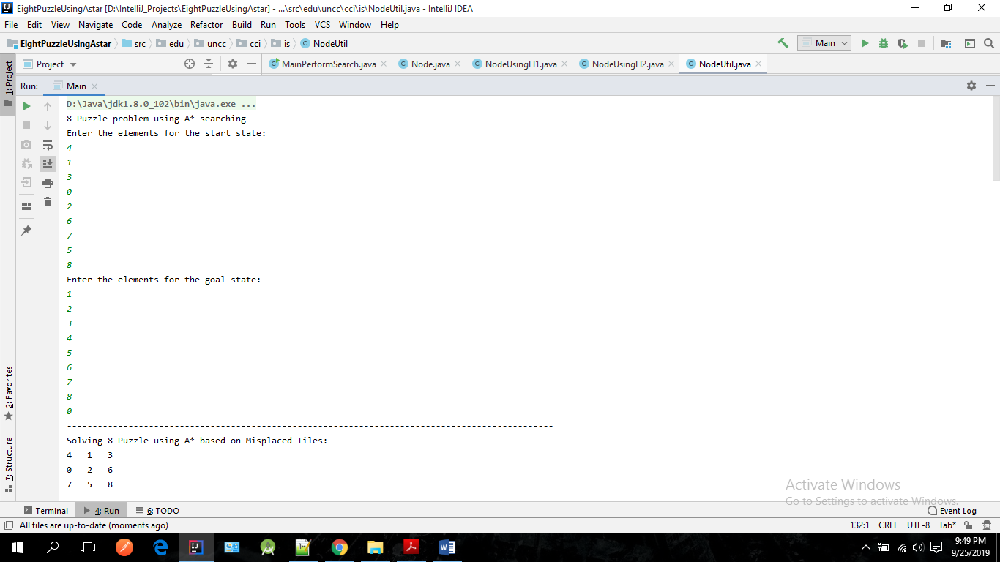 EightPuzzleUsingAstar [D:\IntelliJ_Projects\EightPuzzleUsingAstar] - ...\src\edu\uncc\cci\is\NodeUtil.java - IntelliJ IDEA
File Edit View Navigate Code Analyze Refactor Build Run Tools VCS Window Help
EightPuzzleUsingAstar src edu uncc cci is NodeUtil Main
Project MainPerformSearch.java Node.java NodeUsingH1.java NodeUsingH2.java NodeUtil.java
1: Project
Run: Main
D:\Java\jdk1.8.0_102\bin\java.exe ...
8 Puzzle problem using A* searching
Enter the elements for the start state:
4
1
3
0
2
6
7
5
8
Enter the elements for the goal state:
1
2
3
4
5
6
7
8
0
-----------------------------------------------------------------------------------------------
Solving 8 Puzzle using A* based on Misplaced Tiles:
4 1 3
0 2 6
7 5 8
2: Favorites
7: Structure
Activate Windows
Go to Settings to activate Windows.
Terminal 4: Run 6: TODO Event Log
All files are up-to-date (moments ago) 132:1 CRLF UTF-8 Tab*
9:49 PM
9/25/2019